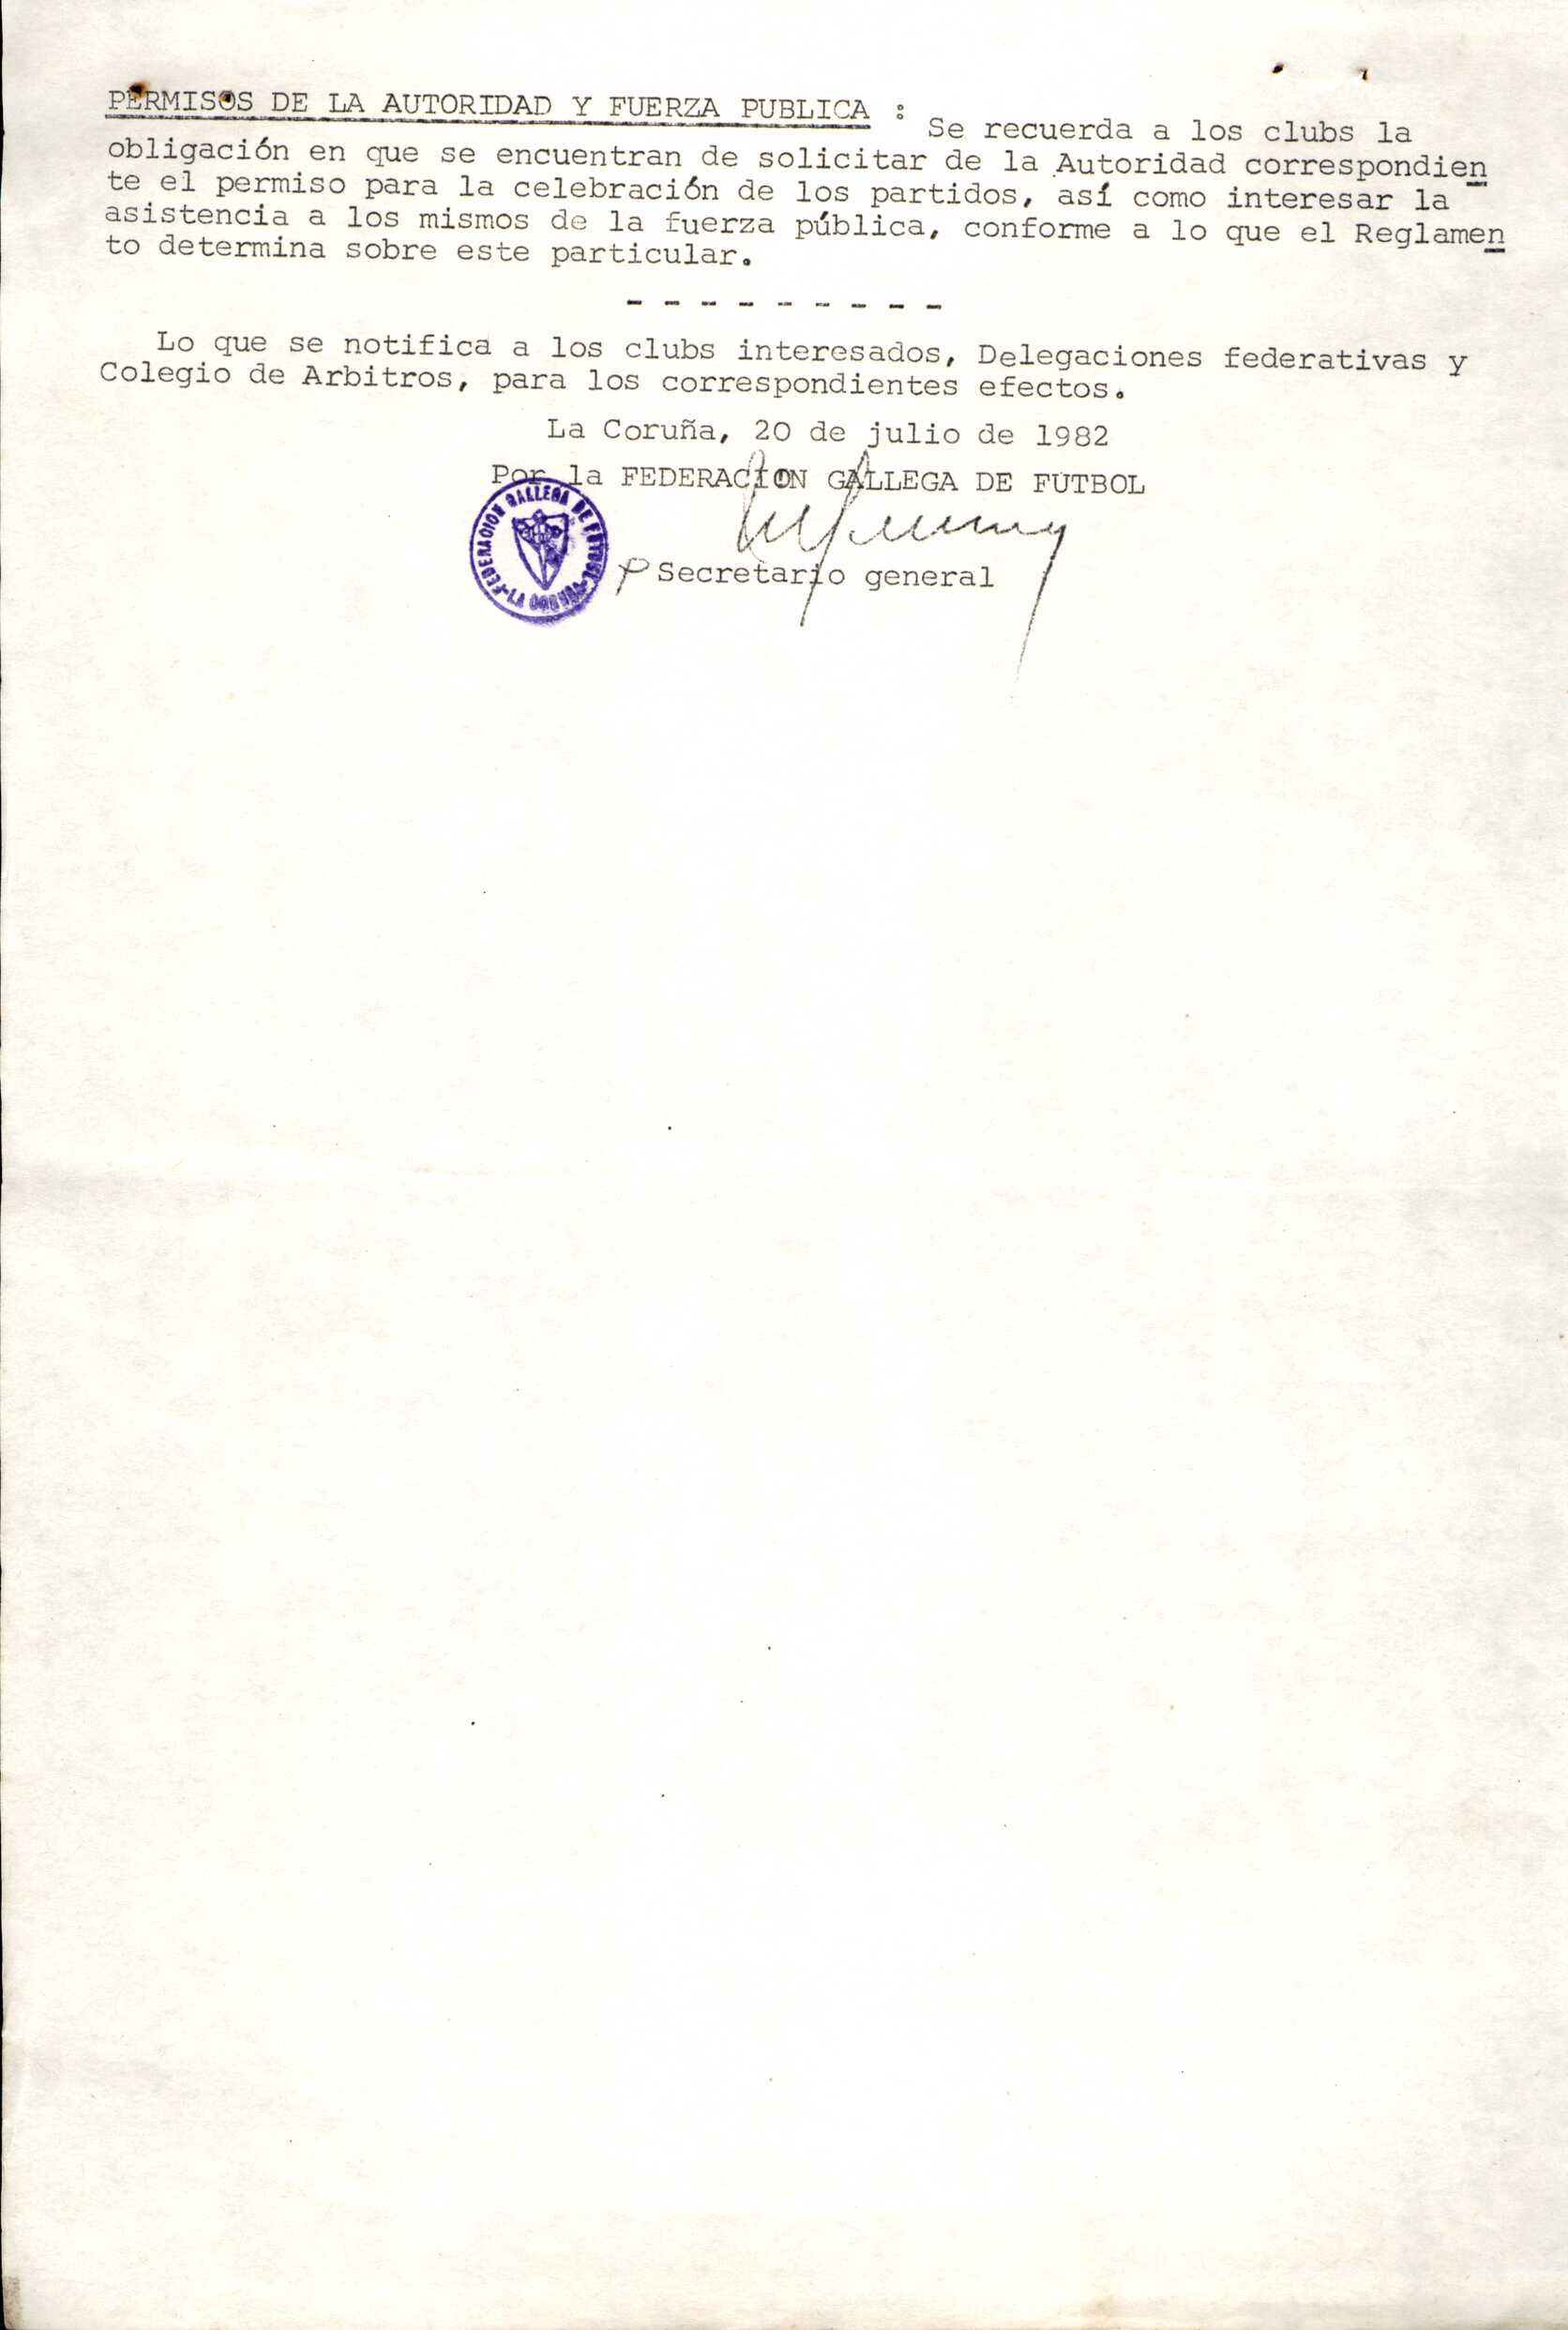 PERMISOS DE LA AUTORIDAD Y FUERZA PUBLICA :
Se recuerda a los clubs la
obligación en que se encuentran de solicitar de la Autoridad correspondien
te el permiso para la celebración de los partidos, así como interesar la
asistencia a los mismos de la fuerza pública, conforme a lo que el Reglamen
to determina sobre este particular.
- - - - - - - - -
Lo que se notifica a los clubs interesados, Delegaciones federativas y
Colegio de Arbitros, para los correspondientes efectos.
La Coruña, 20 de julio de 1982
Por la FEDERACION GALLEGA DE FUTBOL
FEDERACION GALLEGA DE FUTBOL
LA CORUÑA
P Secretario general